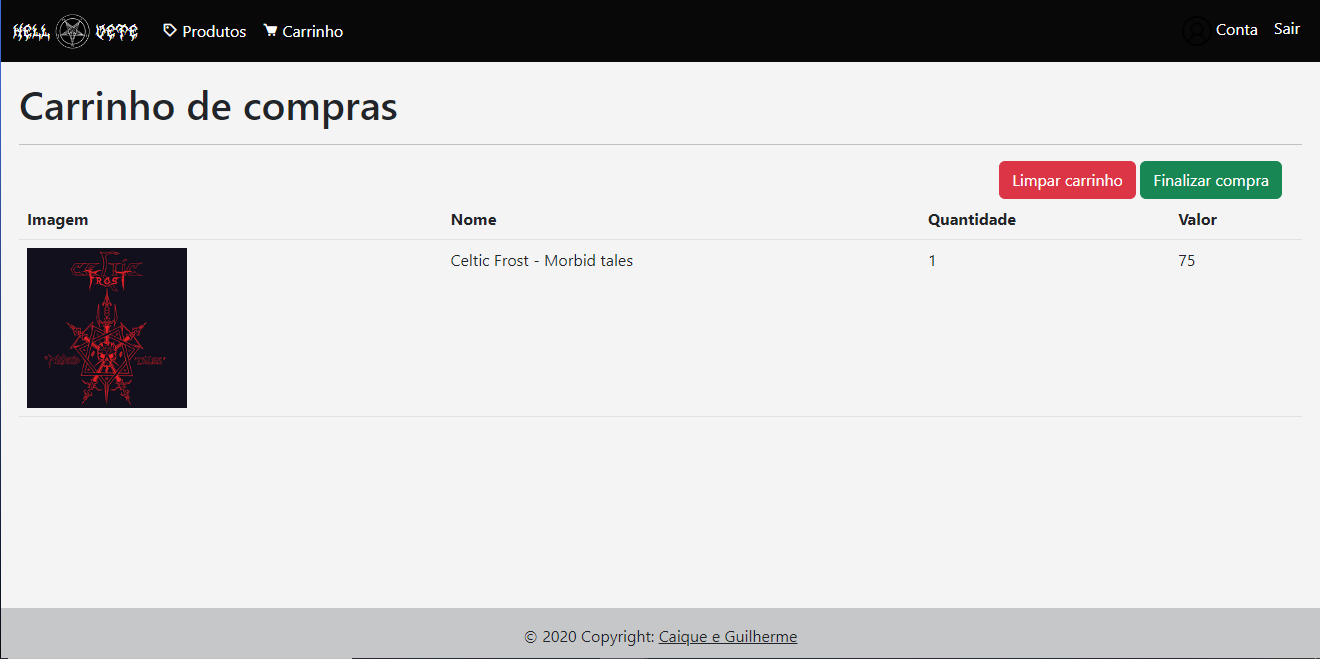 HELL VETE
Produtos
Carrinho
Conta
Sair
Carrinho de compras
Limpar carrinho
Finalizar compra
Imagem Nome Quantidade Valor
CELTIC
FROST
Celtic Frost - Morbid tales 1 75
"MORBID TALES"
© 2020 Copyright: Caique e Guilherme